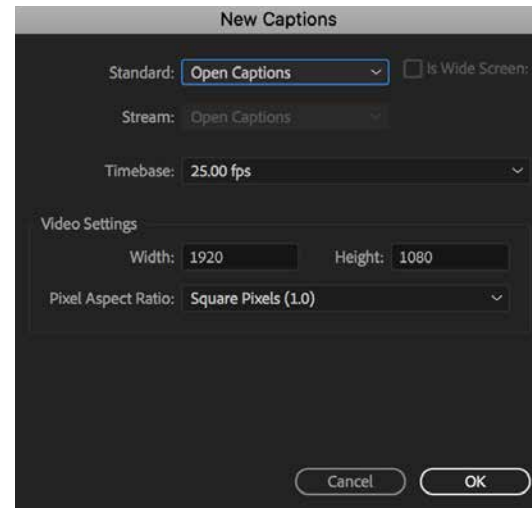 New Captions
Standard: Open Captions Is Wide Screen:
Stream: Open Captions
Timebase: 25.00 fps
Video Settings
Width: 1920 Height: 1080
Pixel Aspect Ratio: Square Pixels (1.0)
Cancel OK